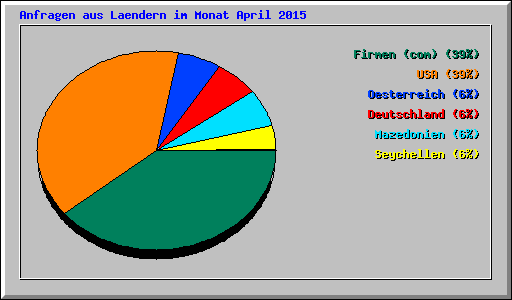 Anfragen aus Laendern im Monat April 2015
Firmen (com) (39%)
USA (39%)
Oesterreich (6%)
Deutschland (6%)
Mazedonien (6%)
Seychellen (6%)